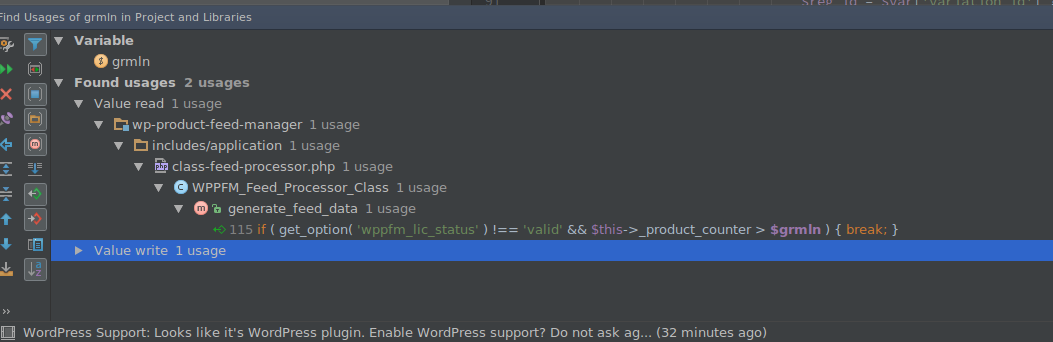 Find Usages of grmln in Project and Libraries
Variable
grmln
Found usages 2 usages
Value read 1 usage
wp-product-feed-manager 1 usage
includes/application 1 usage
class-feed-processor.php 1 usage
WPPFM_Feed_Processor_Class 1 usage
generate_feed_data 1 usage
115 if ( get_option( 'wppfm_lic_status' ) !== 'valid' && $this->_product_counter > $grmln ) { break; }
Value write 1 usage
WordPress Support: Looks like it's WordPress plugin. Enable WordPress support? Do not ask ag... (32 minutes ago)